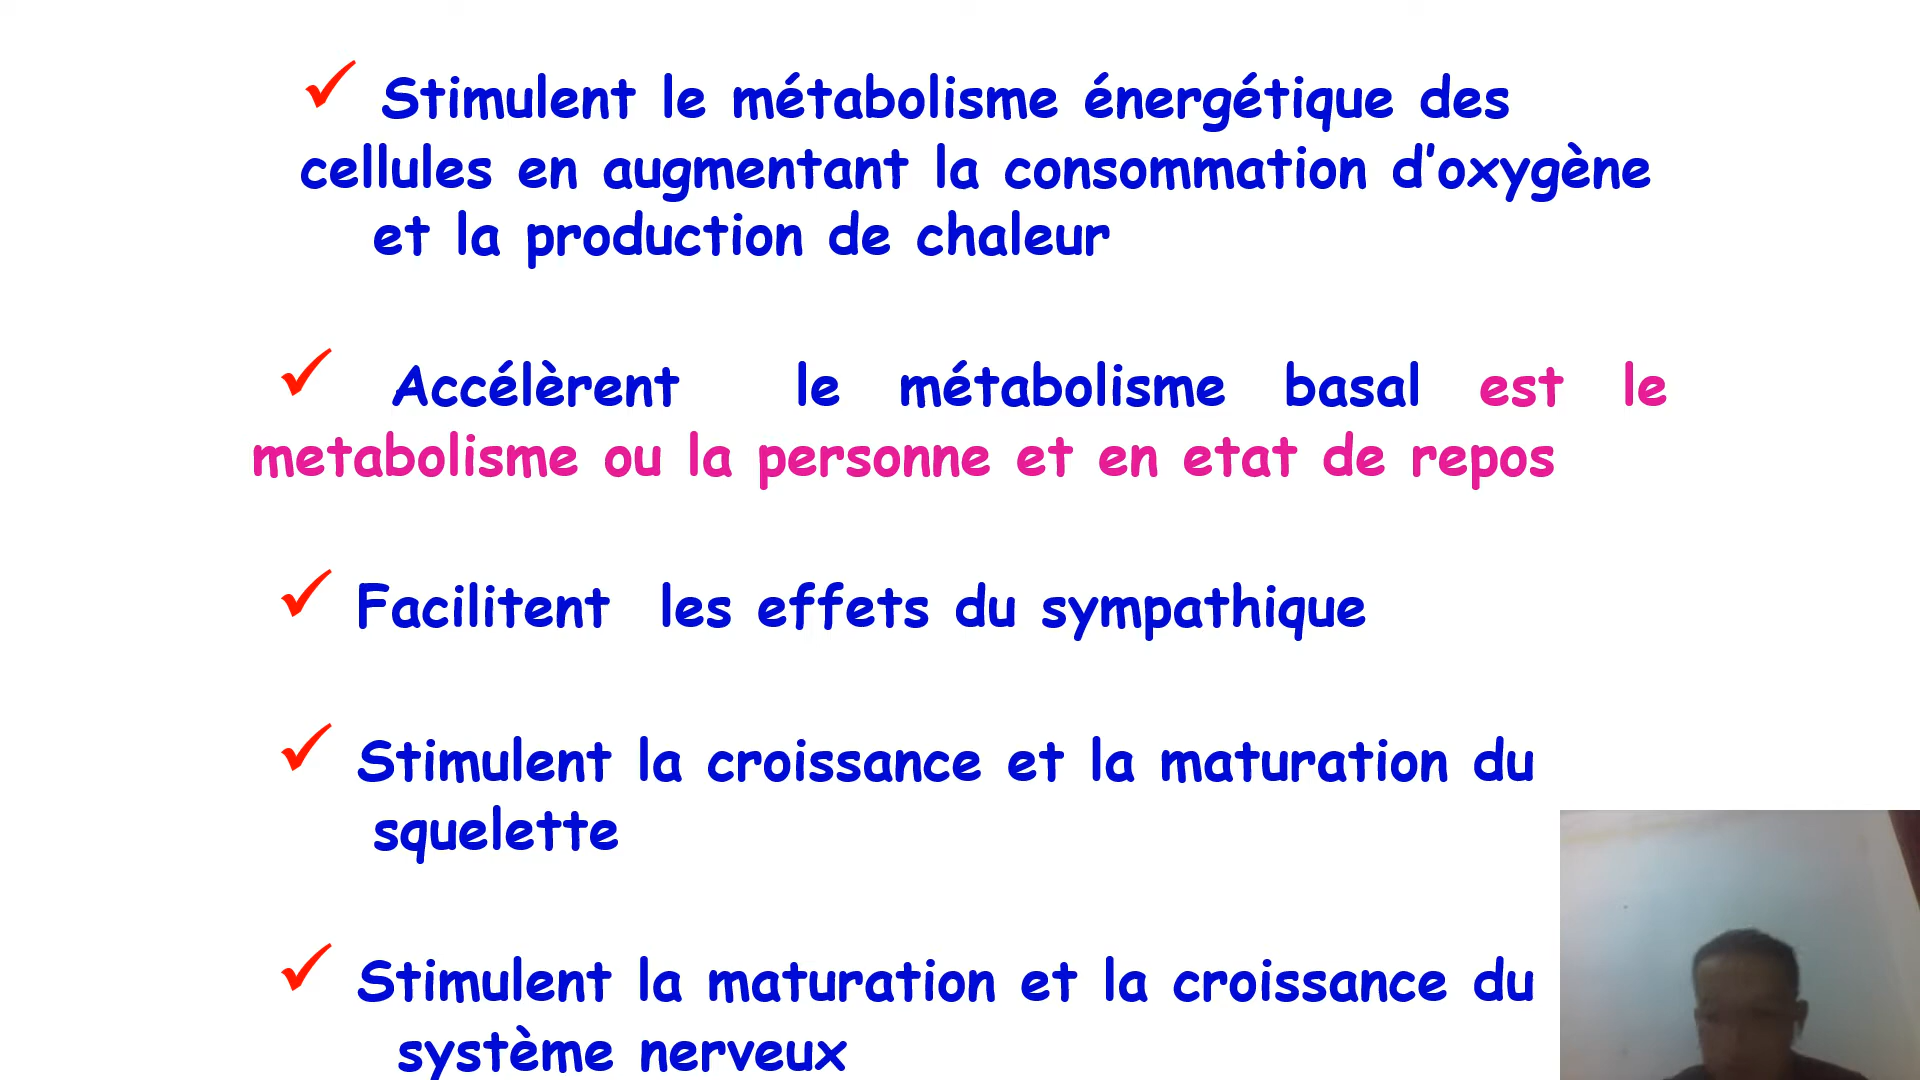 ✓ Stimulent le métabolisme énergétique des
cellules en augmentant la consommation d’oxygène
et la production de chaleur
✓ Accélèrent le métabolisme basal est le
metabolisme ou la personne et en etat de repos
✓ Facilitent les effets du sympathique
✓ Stimulent la croissance et la maturation du
squelette
✓ Stimulent la maturation et la croissance du
système nerveux